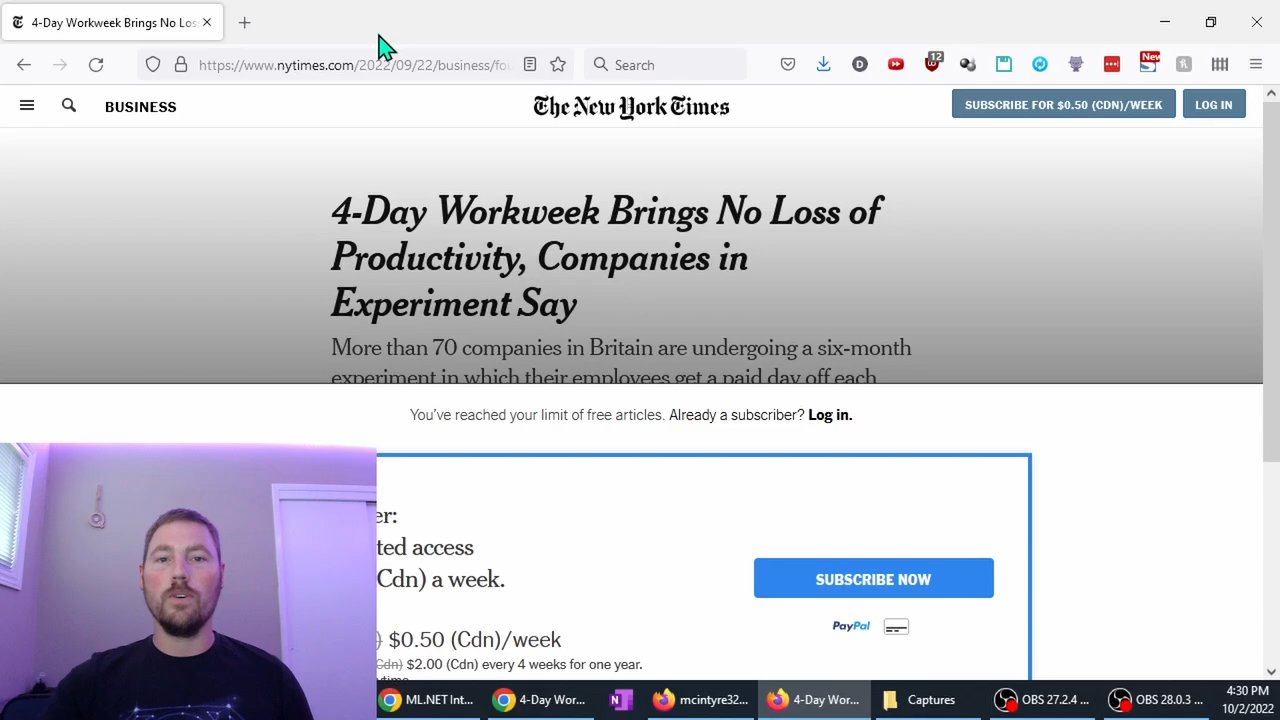 4-Day Workweek Brings No Los
http://www.nytimes.com/2022/09/22/business/fou
Search
12
New
BUSINESS
The New York Times
SUBSCRIBE FOR $0.50 (CDN)/WEEK
LOG IN
4-Day Workweek Brings No Loss of
Productivity, Companies in
Experiment Say
More than 70 companies in Britain are undergoing a six-month
experiment in which their employees get a paid day off each
You’ve reached your limit of free articles. Already a subscriber? Log in.
er:
ted access
Cdn) a week.
SUBSCRIBE NOW
PayPal
$0.50 (Cdn)/week
Cdn) $2.00 (Cdn) every 4 weeks for one year.
ML.NET Int...
4-Day Wor...
mcintyre32...
4-Day Wor...
Captures
OBS 27.2.4 ...
OBS 28.0.3 ...
4:30 PM
10/2/2022